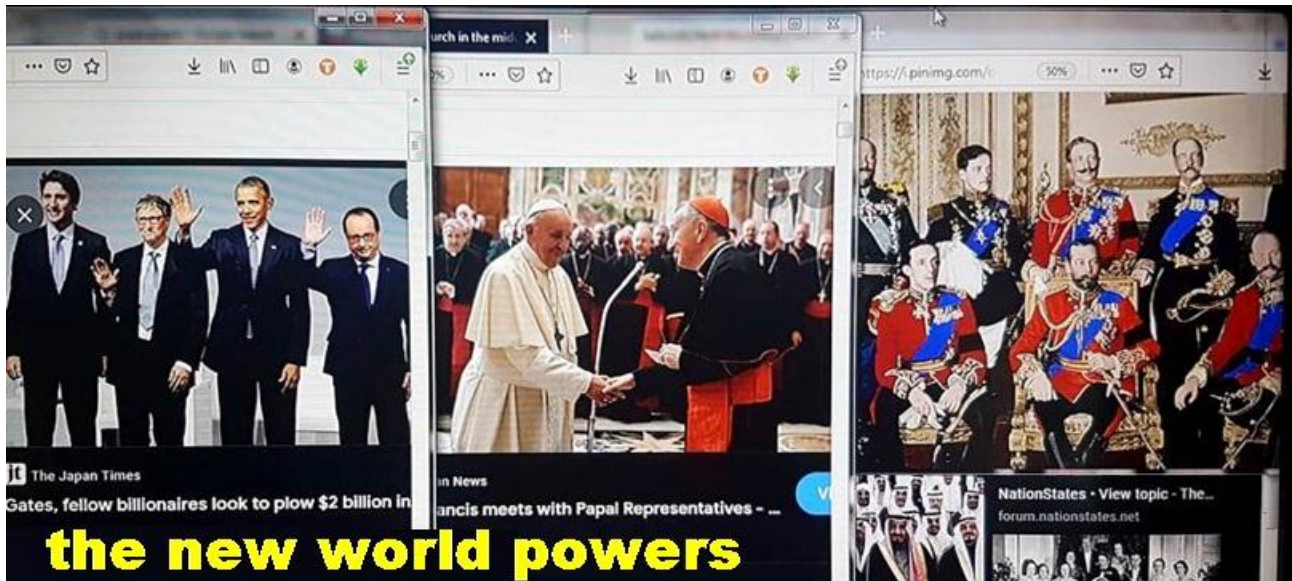 urch in the mid
https://i.pinimg.com/
50%
The Japan Times
Gates, fellow billionaires look to plow $2 billion in
an News
ancis meets with Papal Representatives - ...
NationStates • View topic - The...
forum.nationstates.net
the new world powers